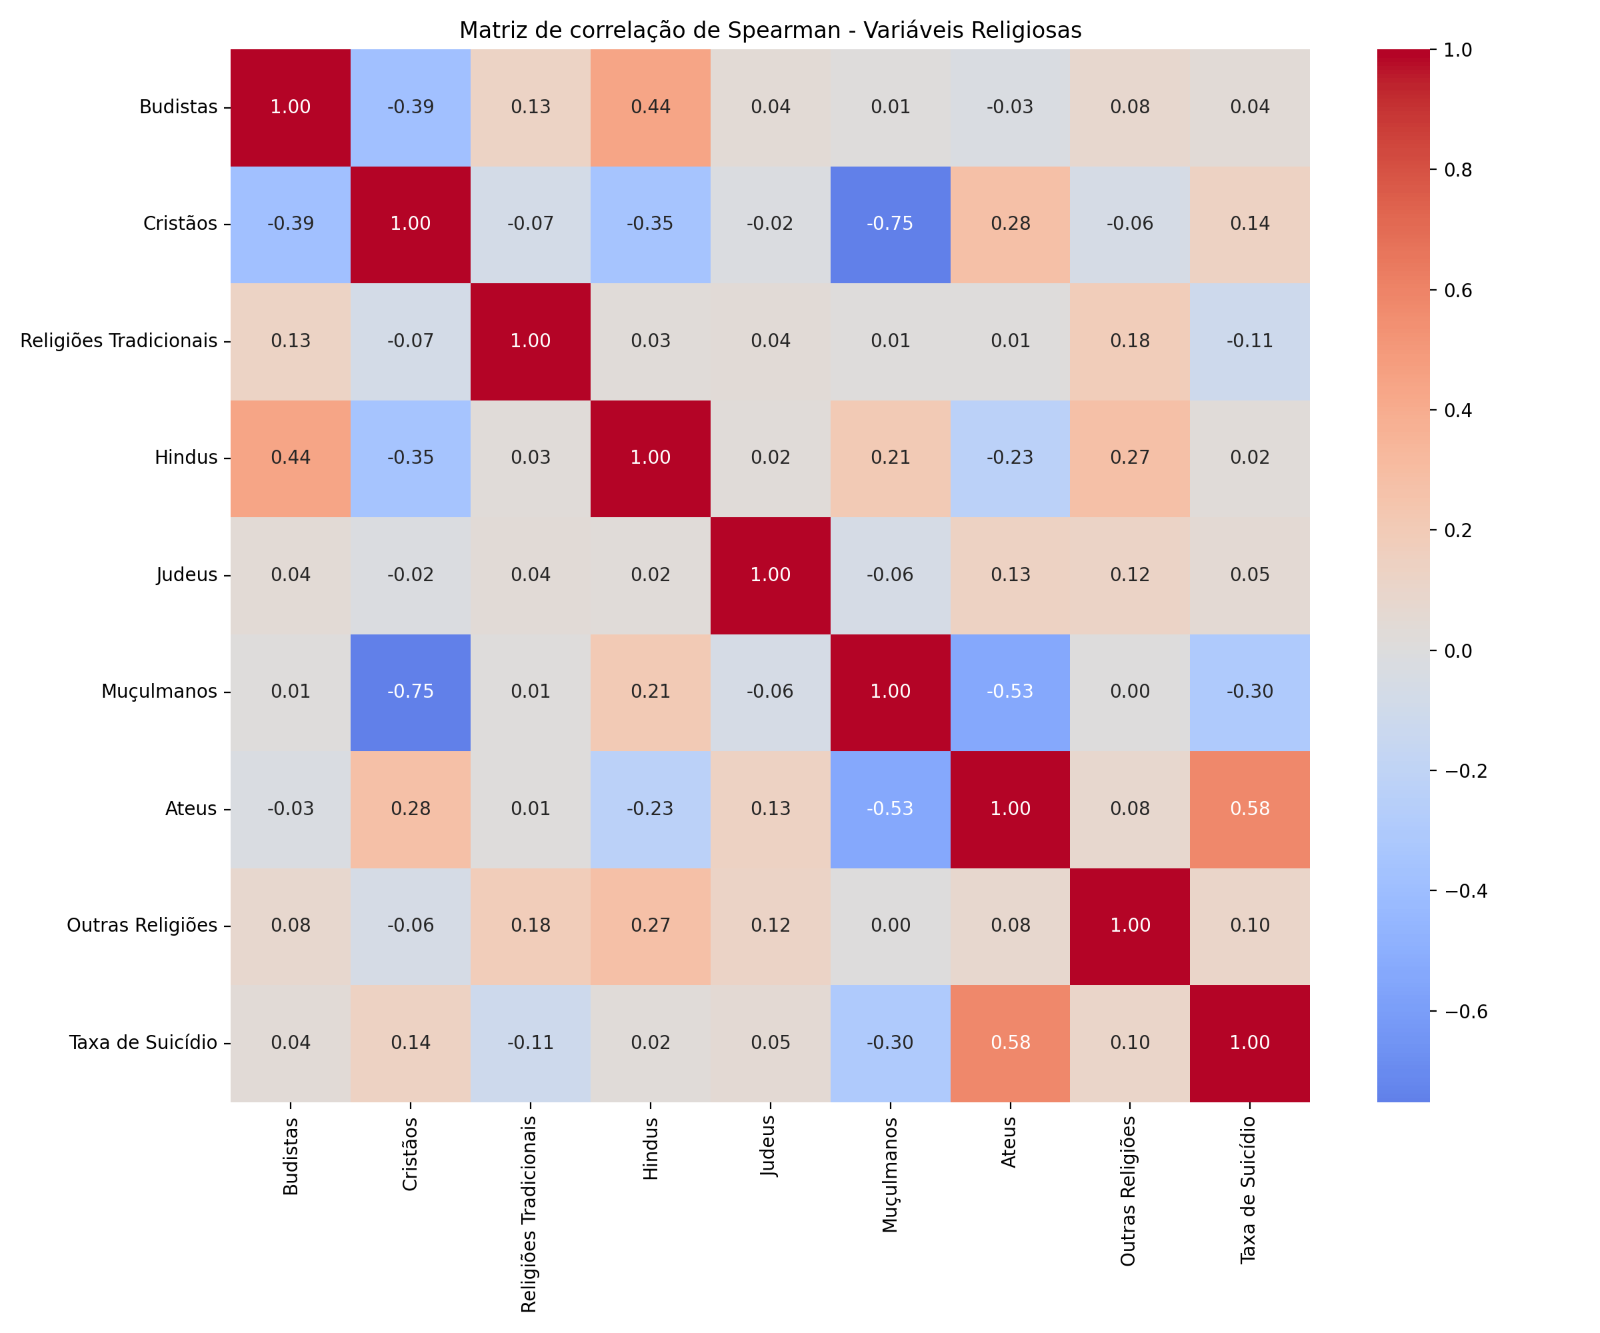 Matriz de correlação de Spearman - Variáveis Religiosas
Budistas 1.00 -0.39 0.13 0.44 0.04 0.01 -0.03 0.08 0.04
Cristãos -0.39 1.00 -0.07 -0.35 -0.02 -0.75 0.28 -0.06 0.14
Religiões Tradicionais 0.13 -0.07 1.00 0.03 0.04 0.01 0.01 0.18 -0.11
Hindus 0.44 -0.35 0.03 1.00 0.02 0.21 -0.23 0.27 0.02
Judeus 0.04 -0.02 0.04 0.02 1.00 -0.06 0.13 0.12 0.05
Muçulmanos 0.01 -0.75 0.01 0.21 -0.06 1.00 -0.53 0.00 -0.30
Ateus -0.03 0.28 0.01 -0.23 0.13 -0.53 1.00 0.08 0.58
Outras Religiões 0.08 -0.06 0.18 0.27 0.12 0.00 0.08 1.00 0.10
Taxa de Suicídio 0.04 0.14 -0.11 0.02 0.05 -0.30 0.58 0.10 1.00
Budistas
Cristãos
Religiões Tradicionais
Hindus
Judeus
Muçulmanos
Ateus
Outras Religiões
Taxa de Suicídio
1.0
0.8
0.6
0.4
0.2
0.0
−0.2
−0.4
−0.6